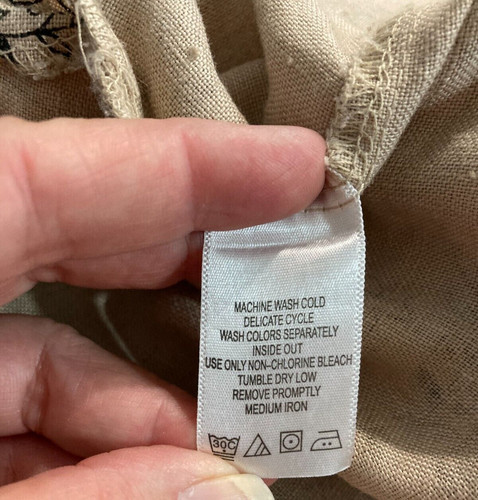 MACHINE WASH COLD
DELICATE CYCLE
WASH COLORS SEPARATELY
INSIDE OUT
USE ONLY NON-CHLORINE BLEACH
TUMBLE DRY LOW
REMOVE PROMPTLY
MEDIUM IRON
30C